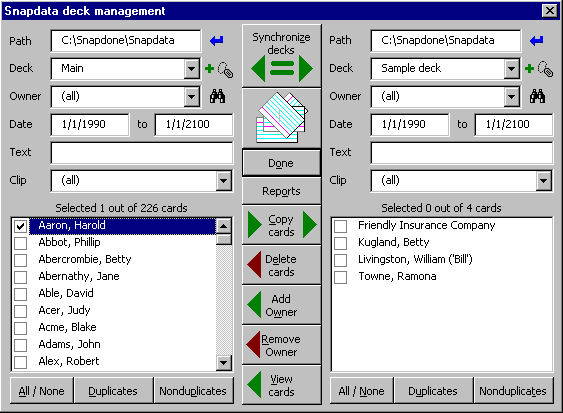 Snapdata deck management
Path C:\Snapdone\Snapdata
Deck Main
Owner (all)
Date 1/1/1990 to 1/1/2100
Text
Clip (all)
Selected 1 out of 226 cards
Aaron, Harold
Abbot, Phillip
Abercrombie, Betty
Abernathy, Jane
Able, David
Acer, Judy
Acme, Blake
Adams, John
Alex, Robert
All / None Duplicates Nonduplicates
Synchronize
decks
Done
Reports
Copy
cards
Delete
cards
Add
Owner
Remove
Owner
View
cards
Path C:\Snapdone\Snapdata
Deck Sample deck
Owner (all)
Date 1/1/1990 to 1/1/2100
Text
Clip (all)
Selected 0 out of 4 cards
Friendly Insurance Company
Kugland, Betty
Livingston, William ('Bill')
Towne, Ramona
All / None Duplicates Nonduplicates